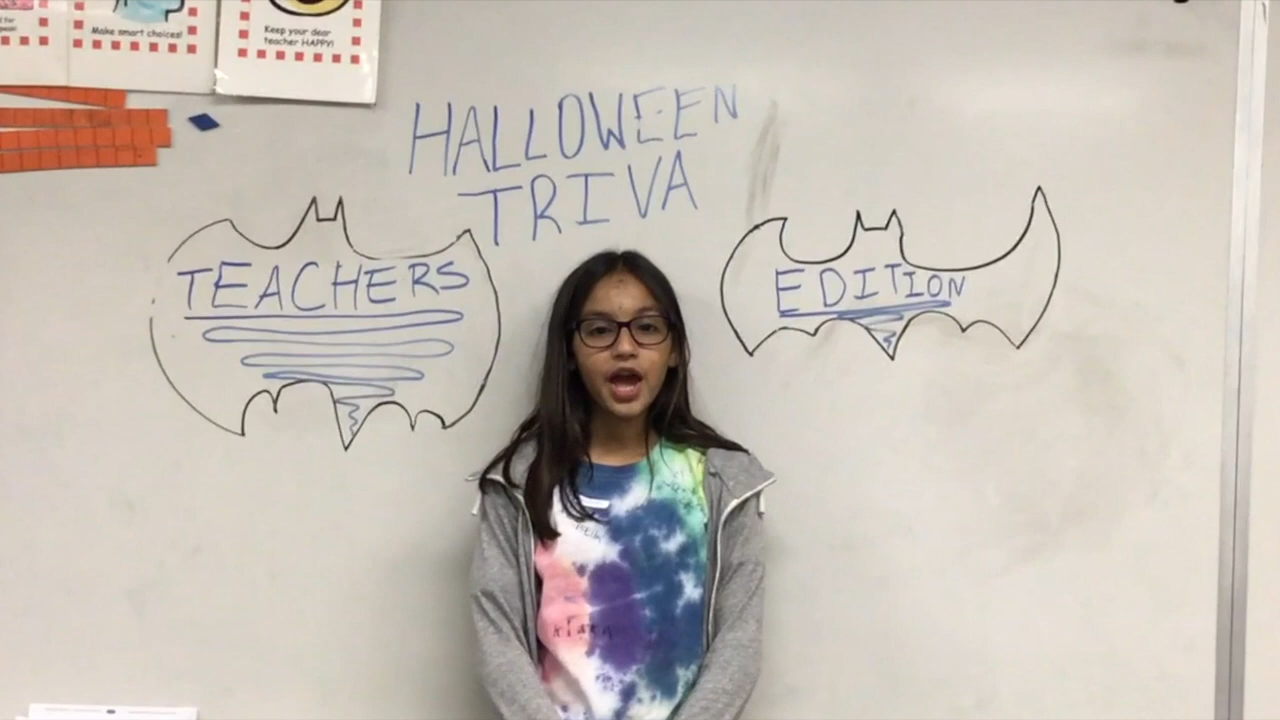 Make smart choices!
Keep your dear
teacher HAPPY!
HALLOWEEN
TRIVA
TEACHERS
EDITION